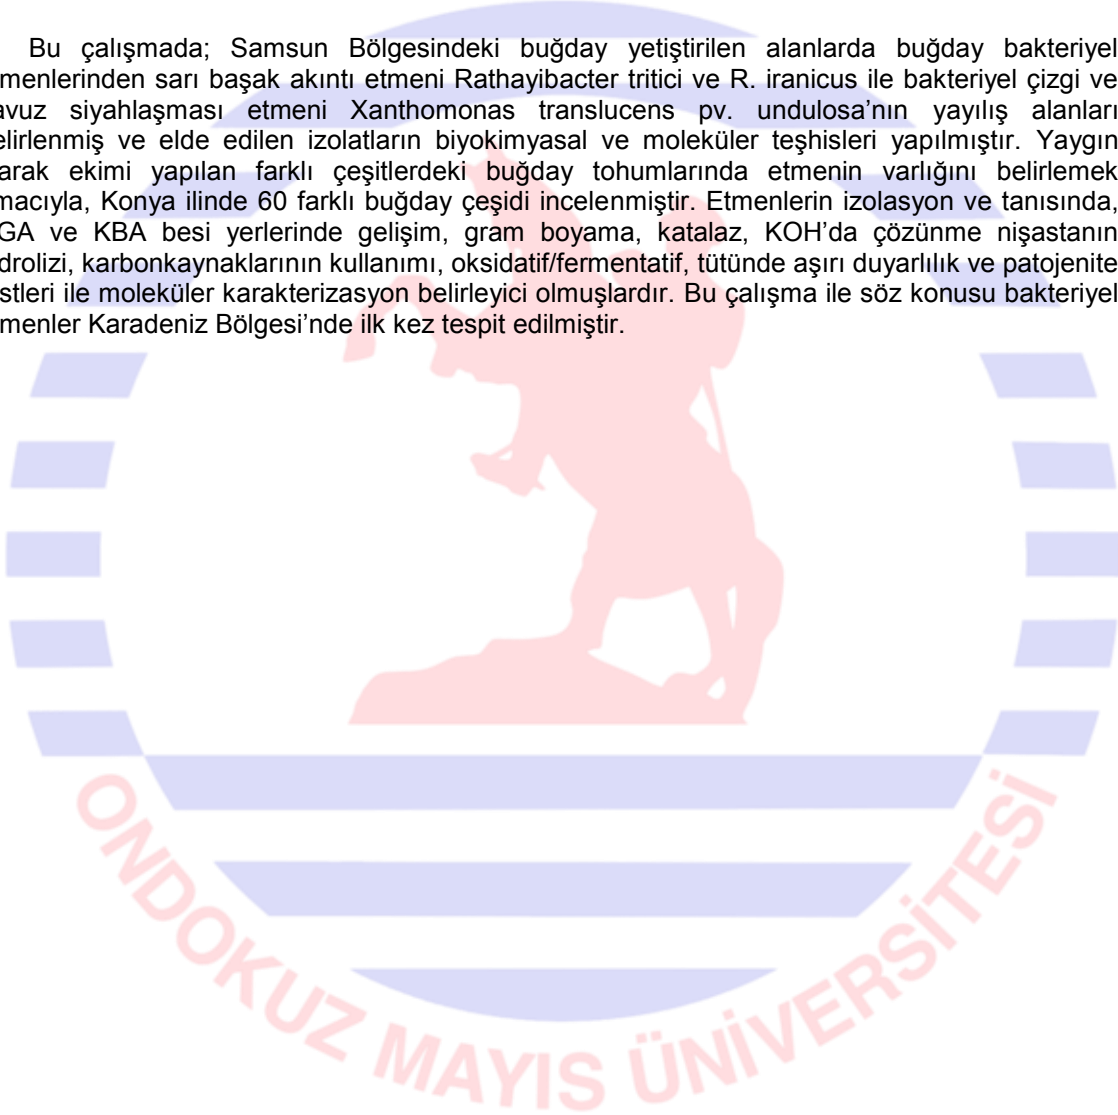 Bu çalışmada; Samsun Bölgesindeki buğday yetiştirilen alanlarda buğday bakteriyel
menlerinden sarı başak akıntı etmeni Rathayibacter tritici ve R. iranicus ile bakteriyel çizgi ve
avuz siyahlaşması etmeni Xanthomonas translucens pv. undulosa’nın yayılış alanları
elirlenmiş ve elde edilen izolatların biyokimyasal ve moleküler teşhisleri yapılmıştır. Yaygın
arak ekimi yapılan farklı çeşitlerdeki buğday tohumlarında etmenin varlığını belirlemek
macıyla, Konya ilinde 60 farklı buğday çeşidi incelenmiştir. Etmenlerin izolasyon ve tanısında,
GA ve KBA besi yerlerinde gelişim, gram boyama, katalaz, KOH’da çözünme nişastanın
drolizi, karbonkaynaklarının kullanımı, oksidatif/fermentatif, tütünde aşırı duyarlılık ve patojenite
stleri ile moleküler karakterizasyon belirleyici olmuşlardır. Bu çalışma ile söz konusu bakteriyel
menler Karadeniz Bölgesi’nde ilk kez tespit edilmiştir.
ONDOKUZ MAYIS ÜNİVERSİTESİ